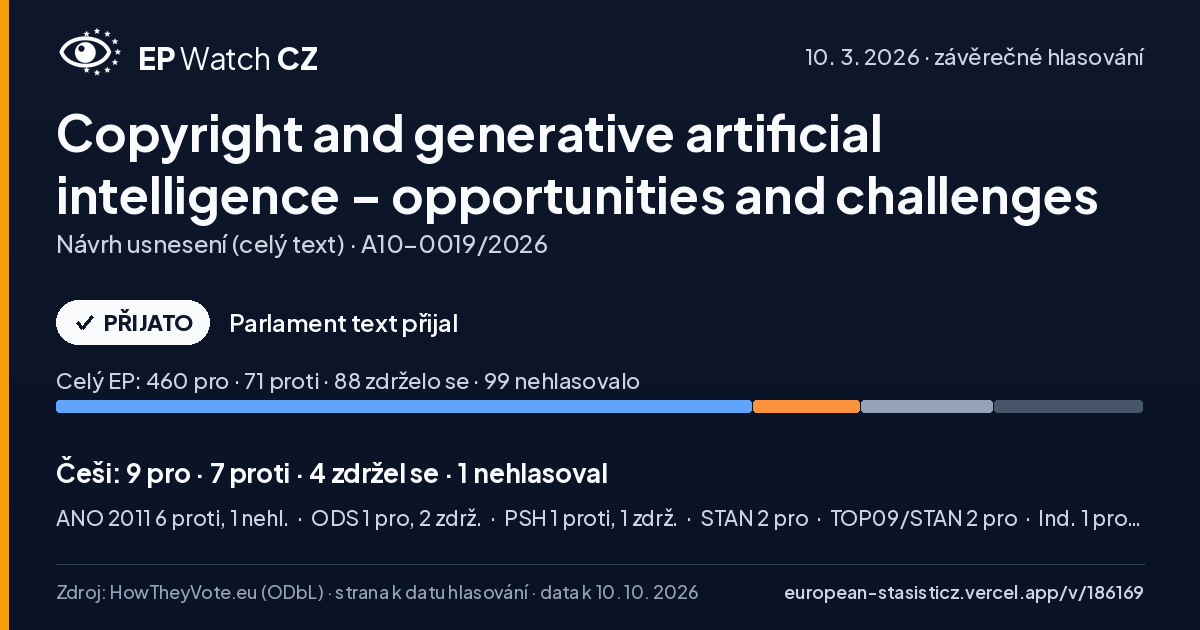 EP Watch CZ
10. 3. 2026 · závěrečné hlasování
Copyright and generative artificial
intelligence – opportunities and challenges
Návrh usnesení (celý text) · A10-0019/2026
✓ PŘIJATO
Parlament text přijal
Celý EP: 460 pro · 71 proti · 88 zdrželo se · 99 nehlasovalo
Češi: 9 pro · 7 proti · 4 zdržel se · 1 nehlasoval
ANO 2011 6 proti, 1 nehl. · ODS 1 pro, 2 zdrž. · PSH 1 proti, 1 zdrž. · STAN 2 pro · TOP09/STAN 2 pro · Ind. 1 pro…
Zdroj: HowTheyVote.eu (ODbL) · strana k datu hlasování · data k 10. 10. 2026
european-stasisticz.vercel.app/v/186169